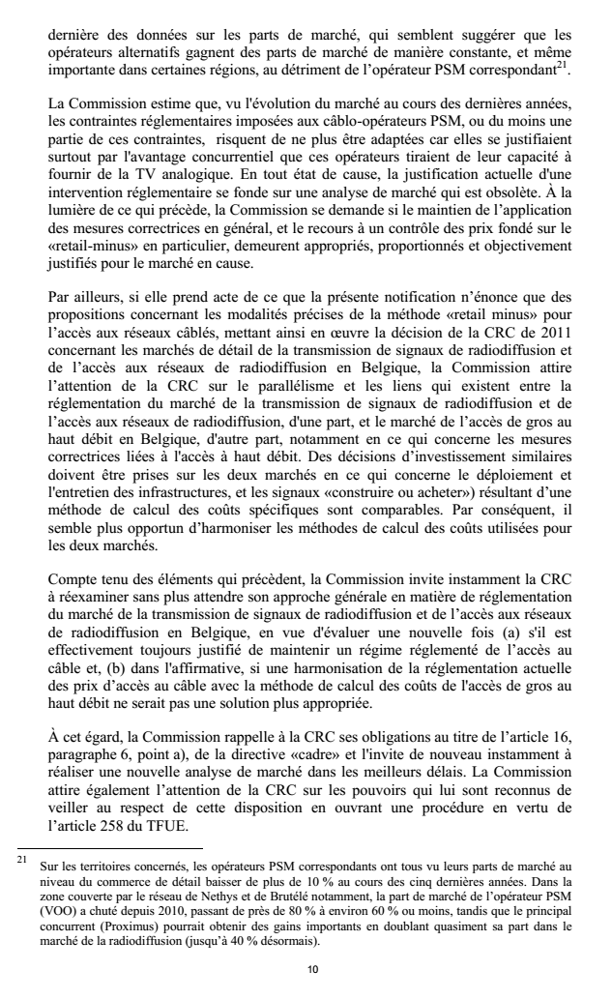 dernière des données sur les parts de marché, qui semblent suggérer que les
opérateurs alternatifs gagnent des parts de marché de manière constante, et même
importante dans certaines régions, au détriment de l’opérateur PSM correspondant21.
La Commission estime que, vu l'évolution du marché au cours des dernières années,
les contraintes réglementaires imposées aux câblo-opérateurs PSM, ou du moins une
partie de ces contraintes, risquent de ne plus être adaptées car elles se justifiaient
surtout par l'avantage concurrentiel que ces opérateurs tiraient de leur capacité à
fournir de la TV analogique. En tout état de cause, la justification actuelle d'une
intervention réglementaire se fonde sur une analyse de marché qui est obsolète. À la
lumière de ce qui précède, la Commission se demande si le maintien de l’application
des mesures correctrices en général, et le recours à un contrôle des prix fondé sur le
«retail-minus» en particulier, demeurent appropriés, proportionnés et objectivement
justifiés pour le marché en cause.
Par ailleurs, si elle prend acte de ce que la présente notification n’énonce que des
propositions concernant les modalités précises de la méthode «retail minus» pour
l’accès aux réseaux câblés, mettant ainsi en œuvre la décision de la CRC de 2011
concernant les marchés de détail de la transmission de signaux de radiodiffusion et
de l’accès aux réseaux de radiodiffusion en Belgique, la Commission attire
l’attention de la CRC sur le parallélisme et les liens qui existent entre la
réglementation du marché de la transmission de signaux de radiodiffusion et de
l’accès aux réseaux de radiodiffusion, d'une part, et le marché de l’accès de gros au
haut débit en Belgique, d'autre part, notamment en ce qui concerne les mesures
correctrices liées à l'accès à haut débit. Des décisions d’investissement similaires
doivent être prises sur les deux marchés en ce qui concerne le déploiement et
l'entretien des infrastructures, et les signaux «construire ou acheter») résultant d’une
méthode de calcul des coûts spécifiques sont comparables. Par conséquent, il
semble plus opportun d’harmoniser les méthodes de calcul des coûts utilisées pour
les deux marchés.
Compte tenu des éléments qui précèdent, la Commission invite instamment la CRC
à réexaminer sans plus attendre son approche générale en matière de réglementation
du marché de la transmission de signaux de radiodiffusion et de l’accès aux réseaux
de radiodiffusion en Belgique, en vue d'évaluer une nouvelle fois (a) s'il est
effectivement toujours justifié de maintenir un régime réglementé de l’accès au
câble et, (b) dans l'affirmative, si une harmonisation de la réglementation actuelle
des prix d’accès au câble avec la méthode de calcul des coûts de l'accès de gros au
haut débit ne serait pas une solution plus appropriée.
À cet égard, la Commission rappelle à la CRC ses obligations au titre de l’article 16,
paragraphe 6, point a), de la directive «cadre» et l'invite de nouveau instamment à
réaliser une nouvelle analyse de marché dans les meilleurs délais. La Commission
attire également l’attention de la CRC sur les pouvoirs qui lui sont reconnus de
veiller au respect de cette disposition en ouvrant une procédure en vertu de
l’article 258 du TFUE.
21 Sur les territoires concernés, les opérateurs PSM correspondants ont tous vu leurs parts de marché au
niveau du commerce de détail baisser de plus de 10 % au cours des cinq dernières années. Dans la
zone couverte par le réseau de Nethys et de Brutélé notamment, la part de marché de l’opérateur PSM
(VOO) a chuté depuis 2010, passant de près de 80 % à environ 60 % ou moins, tandis que le principal
concurrent (Proximus) pourrait obtenir des gains importants en doublant quasiment sa part dans le
marché de la radiodiffusion (jusqu’à 40 % désormais).
10